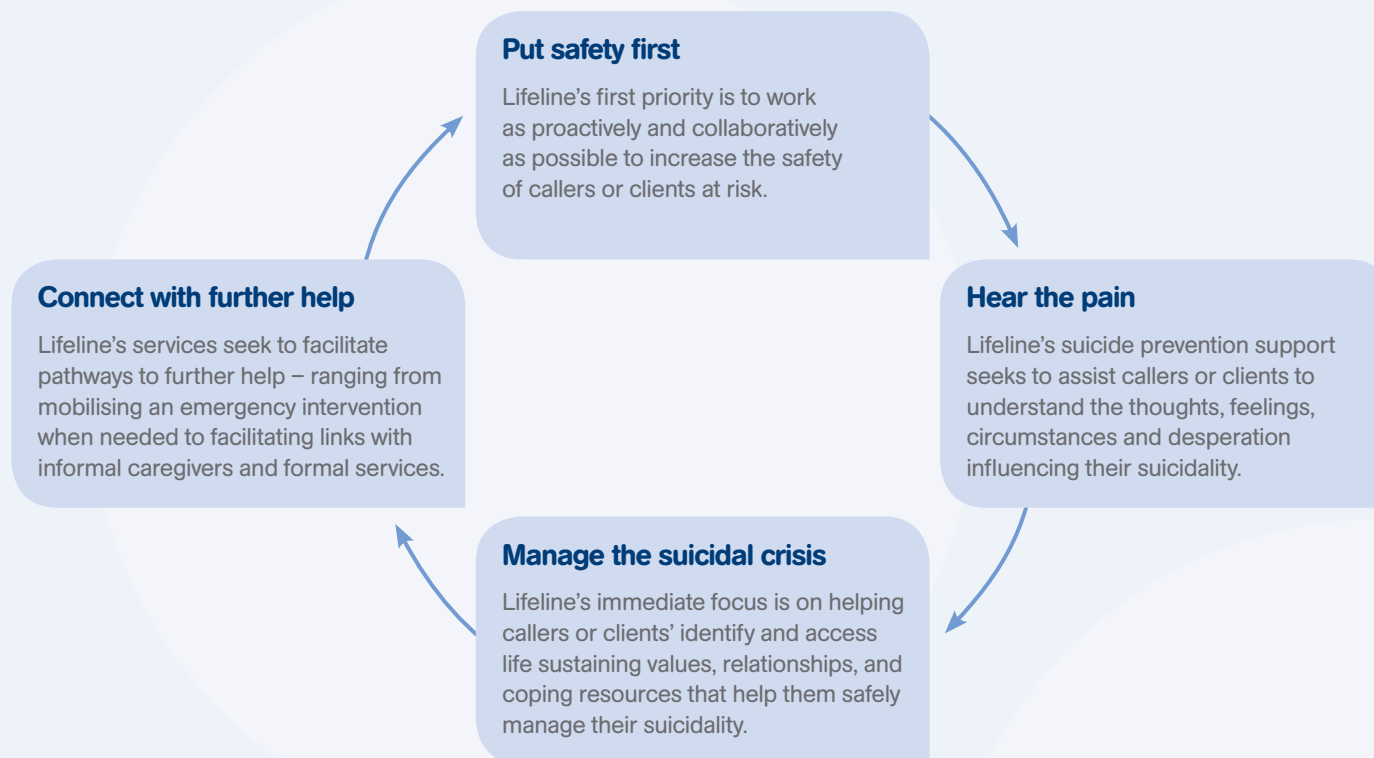 Put safety first
Lifeline’s first priority is to work
as proactively and collaboratively
as possible to increase the safety
of callers or clients at risk.
Hear the pain
Lifeline’s suicide prevention support
seeks to assist callers or clients to
understand the thoughts, feelings,
circumstances and desperation
influencing their suicidality.
Manage the suicidal crisis
Lifeline’s immediate focus is on helping
callers or clients’ identify and access
life sustaining values, relationships, and
coping resources that help them safely
manage their suicidality.
Connect with further help
Lifeline’s services seek to facilitate
pathways to further help – ranging from
mobilising an emergency intervention
when needed to facilitating links with
informal caregivers and formal services.